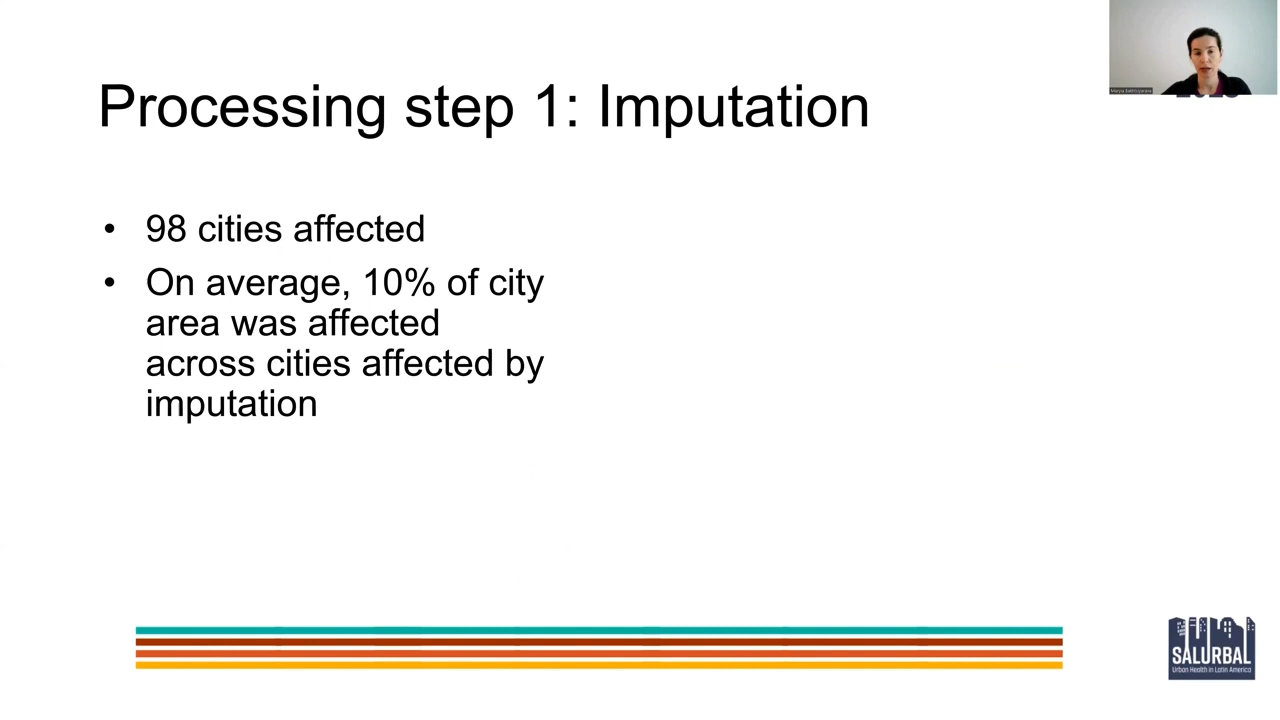 Processing step 1: Imputation
• 98 cities affected
• On average, 10% of city
area was affected
across cities affected by
imputation
SALURBAL
Urban Health in Latin America